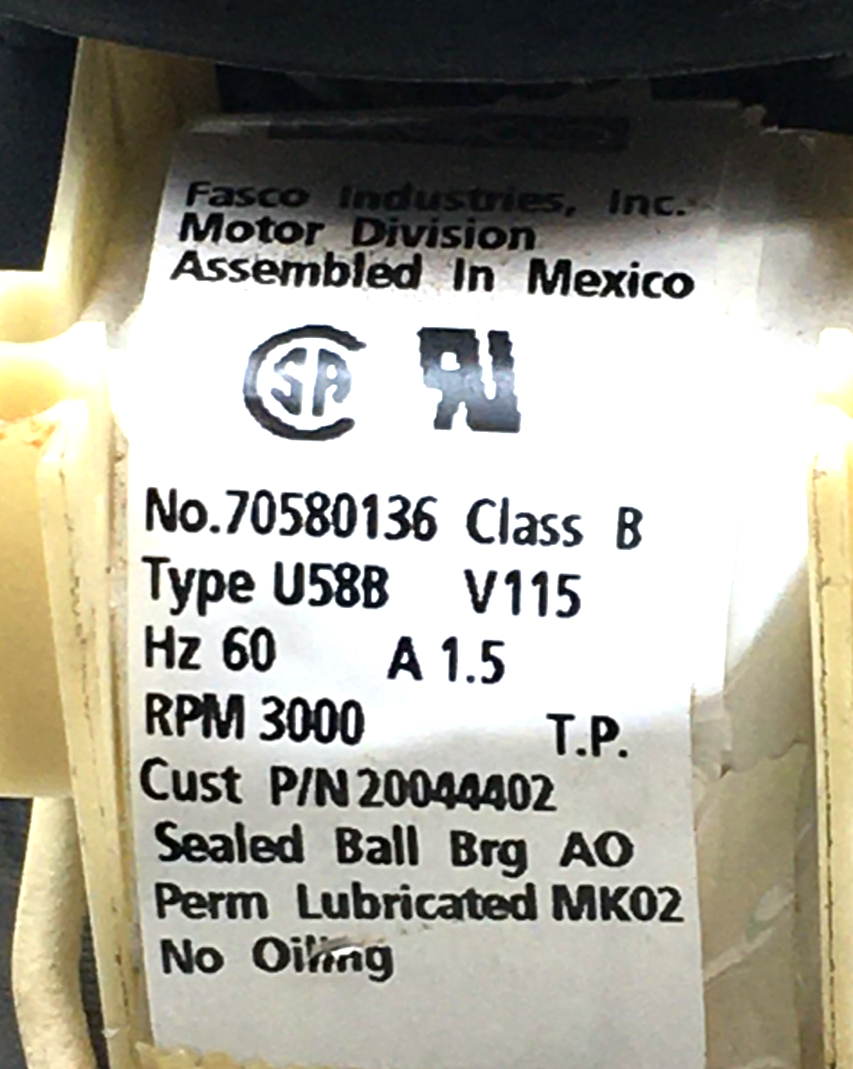 Fasco Industries, Inc.
Motor Division
Assembled In Mexico
No.70580136 Class B
Type U58B V115
Hz 60 A 1.5
RPM 3000 T.P.
Cust P/N 20044402
Sealed Ball Brg AO
Perm Lubricated MK02
No Oiling